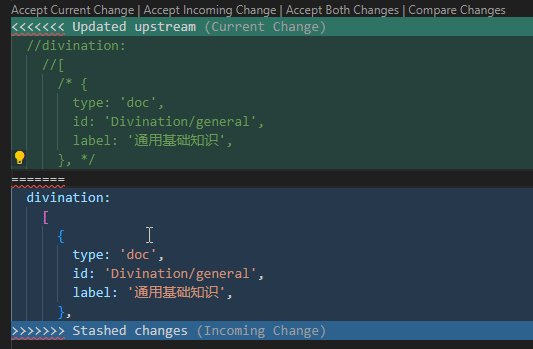 Accept Current Change | Accept Incoming Change | Accept Both Changes | Compare Changes
<<<<<<< Updated upstream (Current Change)
//divination:
//[
/* {
type: 'doc',
id: 'Divination/general',
label: '通用基础知识',
}, */
=======
divination:
[
{
type: 'doc',
id: 'Divination/general',
label: '通用基础知识',
},
>>>>>>> Stashed changes (Incoming Change)